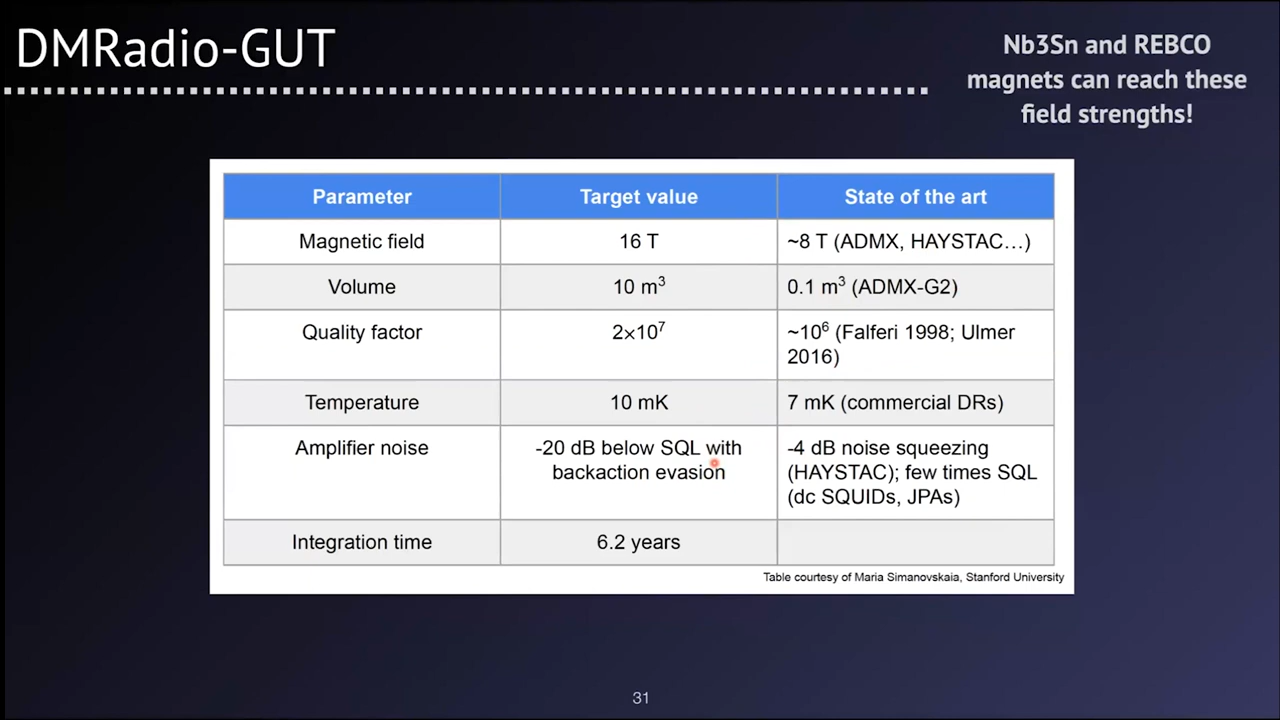 DMRadio-GUT
Nb3Sn and REBCO
magnets can reach these
field strengths!
Parameter
Target value
State of the art
Magnetic field
16 T
~8 T (ADMX, HAYSTAC…)
Volume
10 m³
0.1 m³ (ADMX-G2)
Quality factor
2×10⁷
~10⁶ (Falferi 1998; Ulmer
2016)
Temperature
10 mK
7 mK (commercial DRs)
Amplifier noise
-20 dB below SQL with
backaction evasion
-4 dB noise squeezing
(HAYSTAC); few times SQL
(dc SQUIDs, JPAs)
Integration time
6.2 years
Table courtesy of Maria Simanovskaia, Stanford University
31